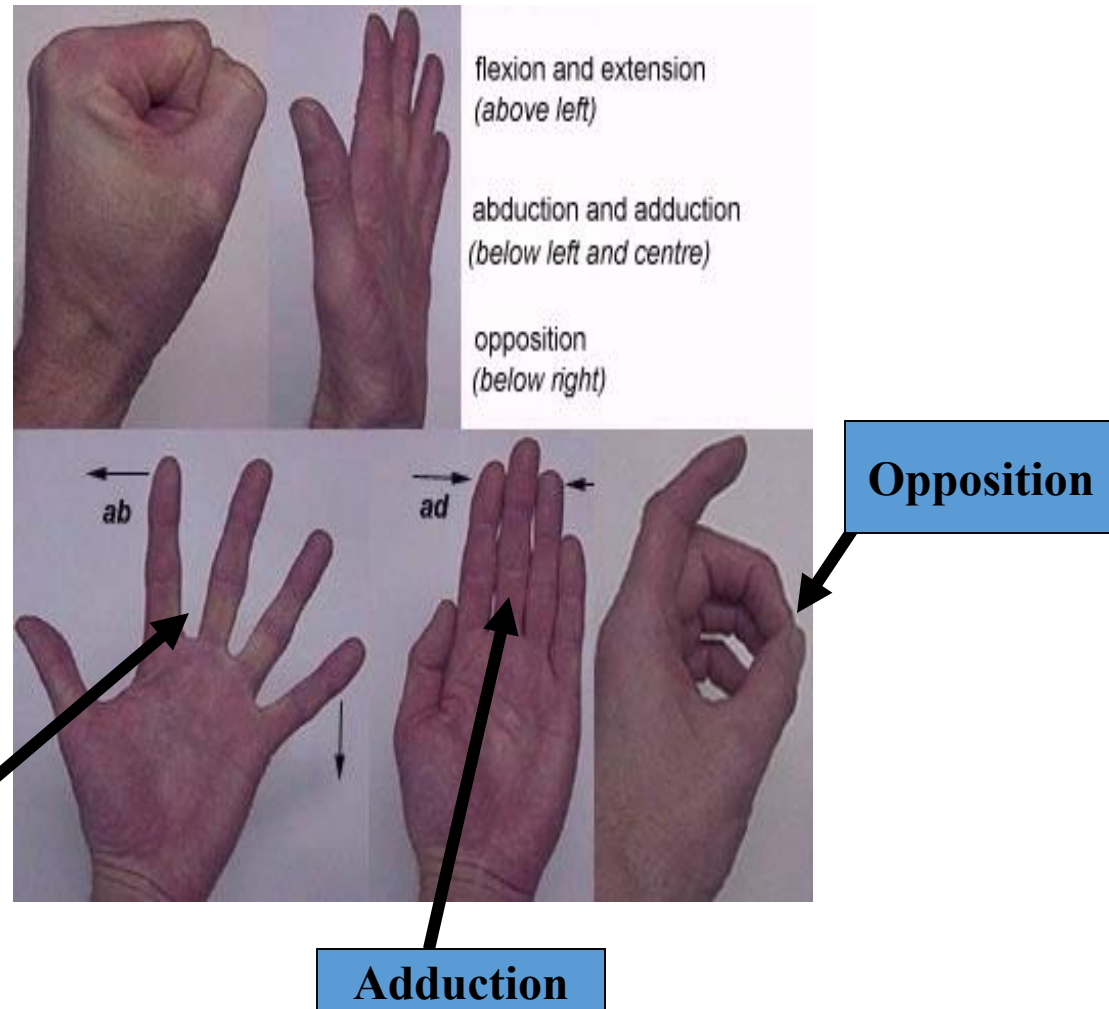 flexion and extension
(above left)
abduction and adduction
(below left and centre)
opposition
(below right)
ab
ad
Opposition
Adduction